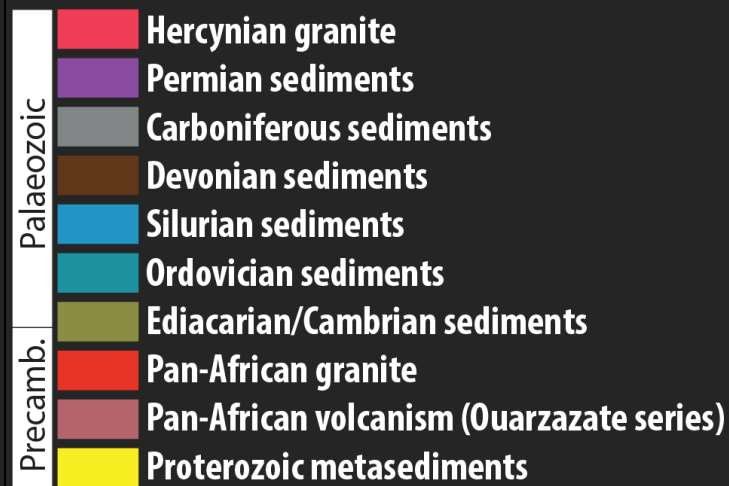 Palaeozoic
Hercynian granite
Permian sediments
Carboniferous sediments
Devonian sediments
Silurian sediments
Ordovician sediments
Ediacarian/Cambrian sediments
Precamb.
Pan-African granite
Pan-African volcanism (Ouarzazate series)
Proterozoic metasediments